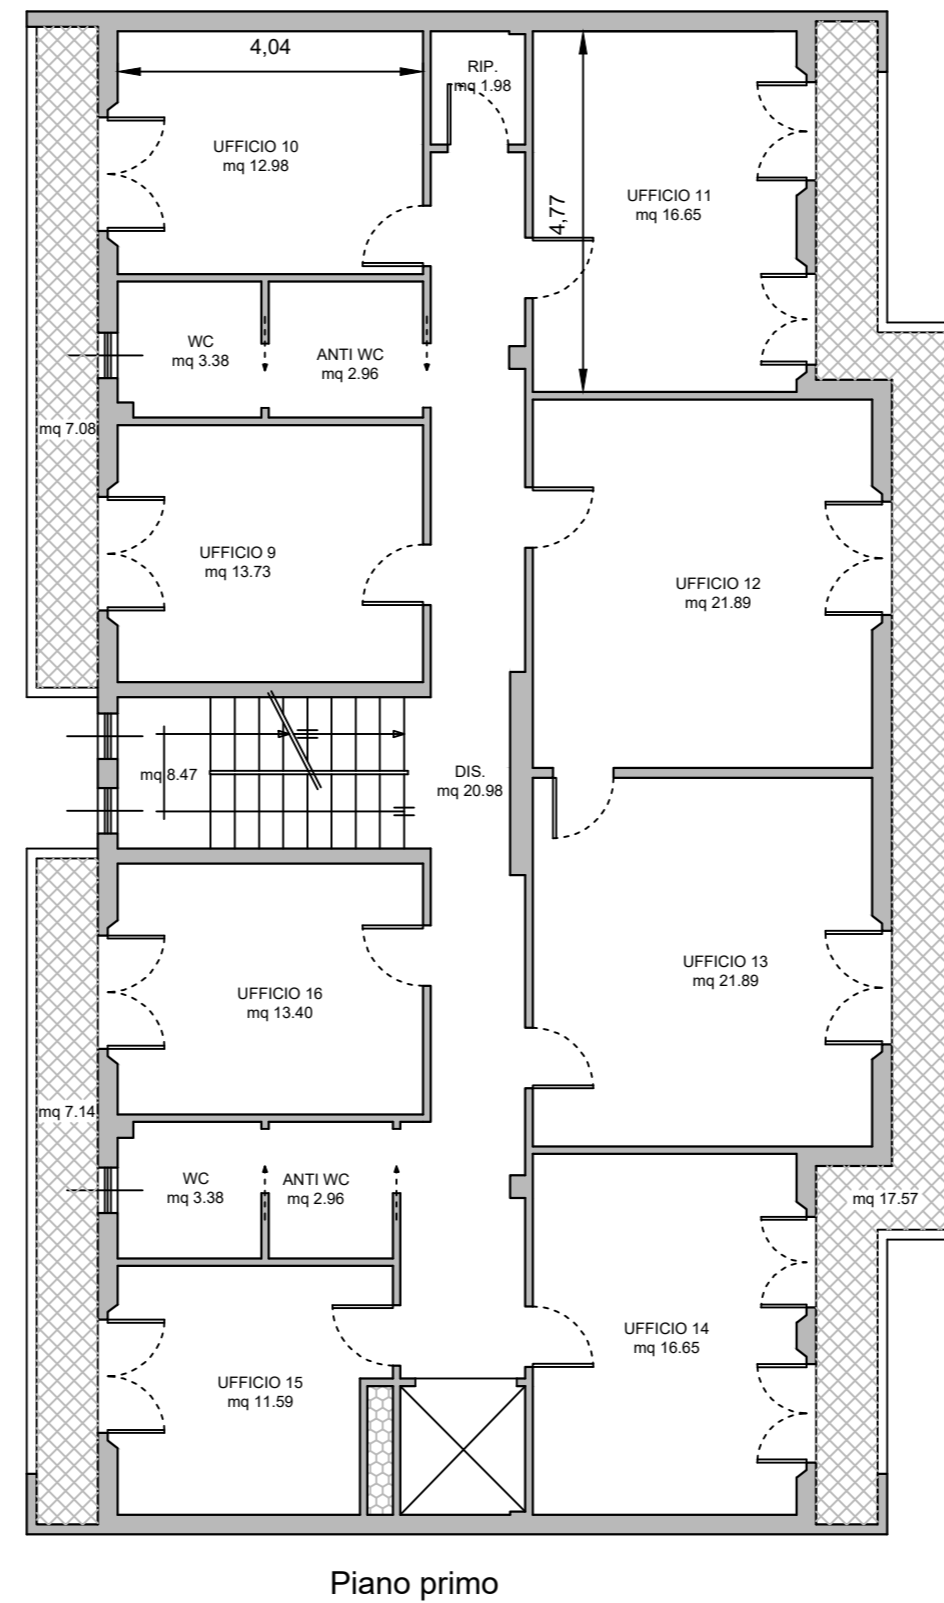 4,04
RIP.
mq 1.98
UFFICIO 10
mq 12.98
UFFICIO 11
mq 16.65
4,77
WC
mq 3.38
ANTI WC
mq 2.96
mq 7.08
UFFICIO 9
mq 13.73
UFFICIO 12
mq 21.89
mq 8.47
DIS.
mq 20.98
UFFICIO 13
mq 21.89
UFFICIO 16
mq 13.40
mq 7.14
WC
mq 3.38
ANTI WC
mq 2.96
mq 17.57
UFFICIO 14
mq 16.65
UFFICIO 15
mq 11.59
Piano primo